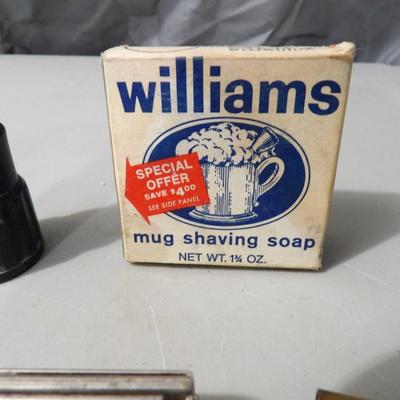 williams
SPECIAL
OFFER
SAVE $4.00
SEE SIDE PANEL
mug shaving soap
NET WT. 1¾ OZ.